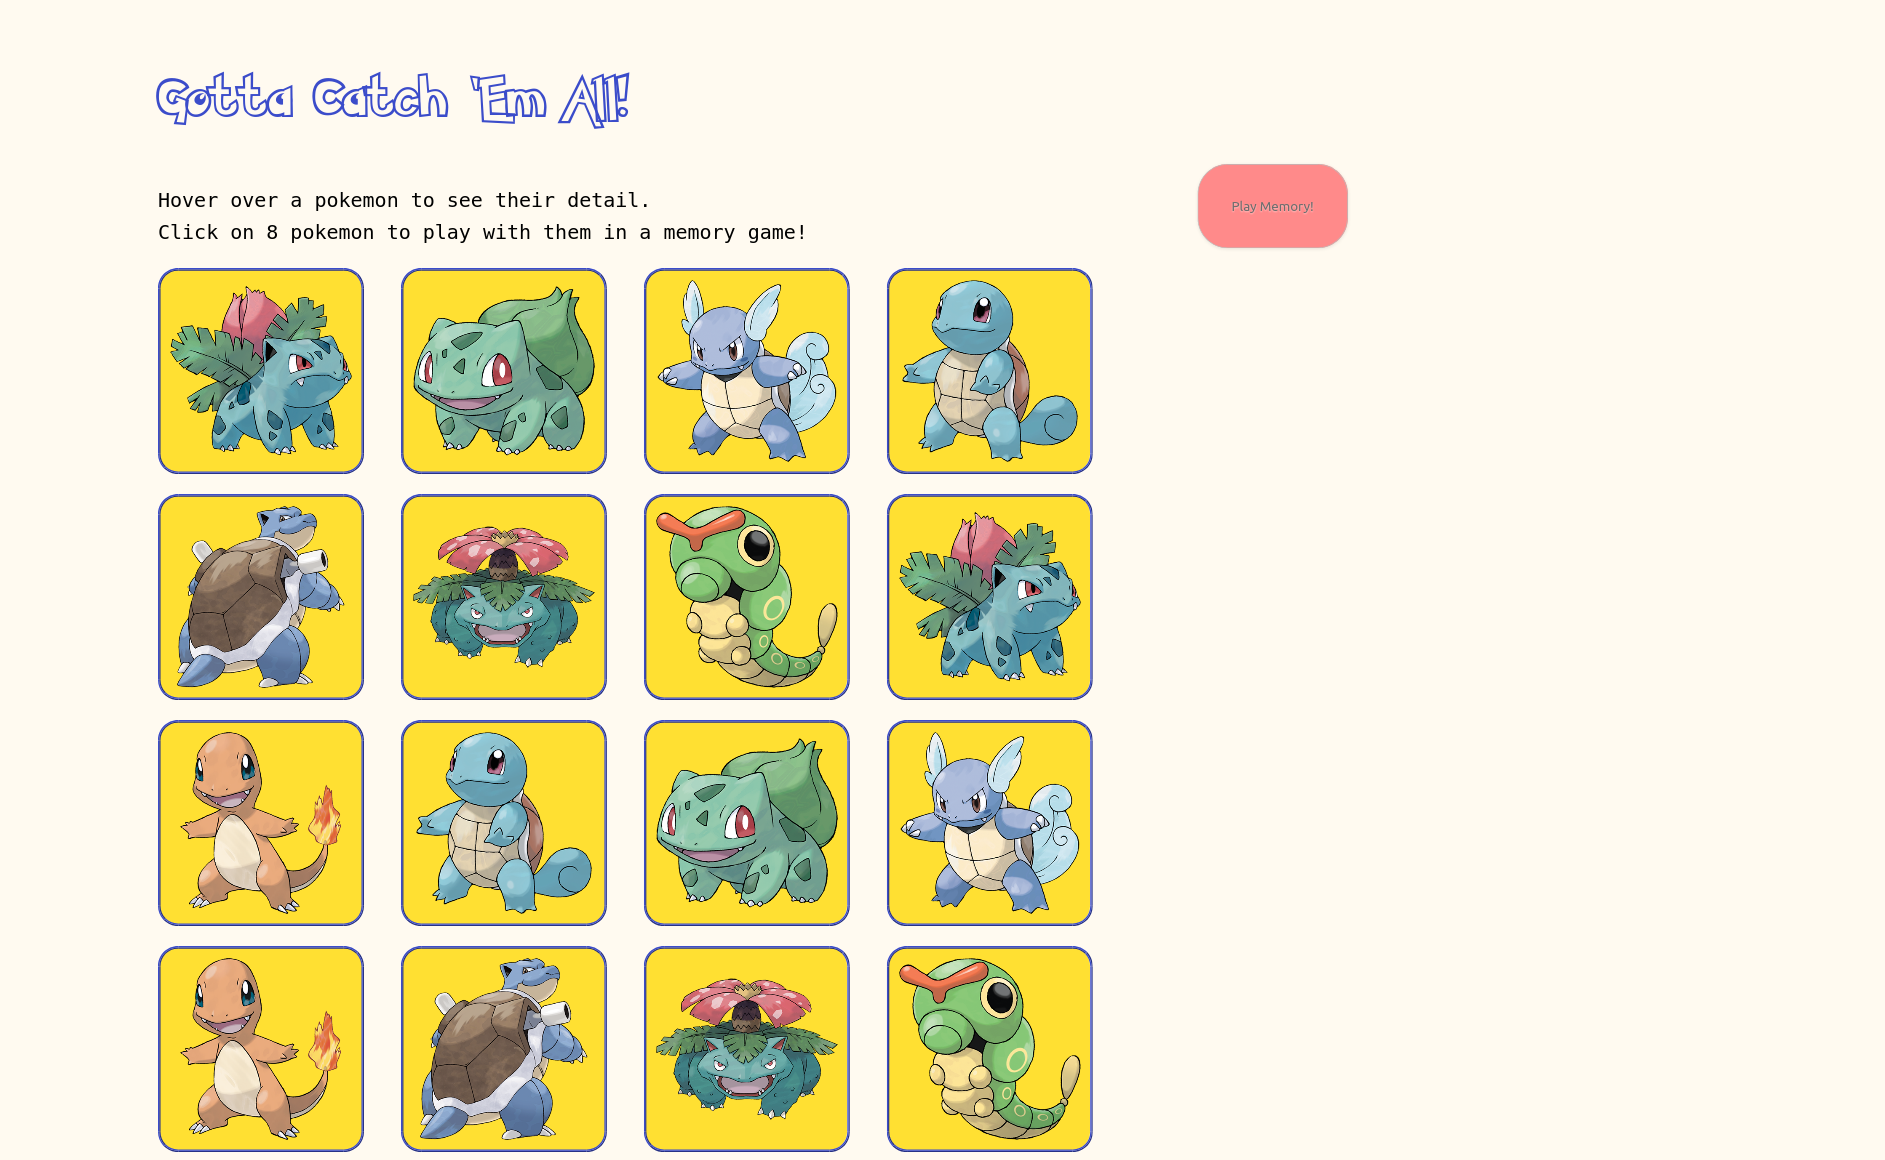 Gotta Catch 'Em All!
Hover over a pokemon to see their detail.
Click on 8 pokemon to play with them in a memory game!
Play Memory!